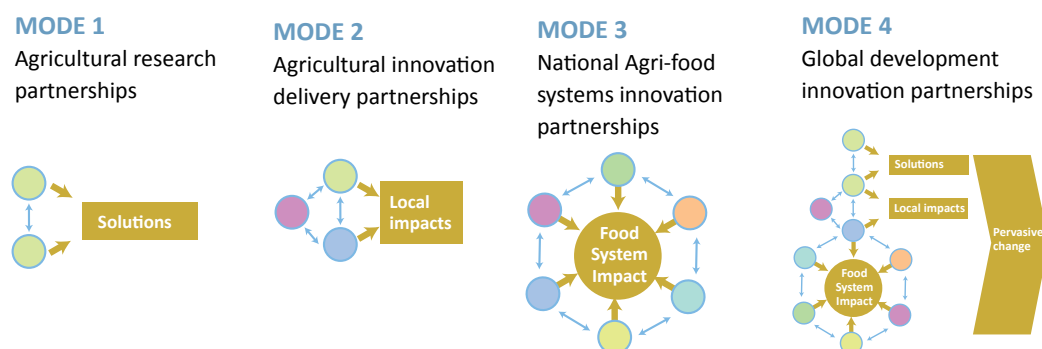 MODE 1
Agricultural research
partnerships
Solutions
MODE 2
Agricultural innovation
delivery partnerships
Local
impacts
MODE 3
National Agri-food
systems innovation
partnerships
Food
System
Impact
MODE 4
Global development
innovation partnerships
Solutions
Local impacts
Pervasive
change
Food
System
Impact